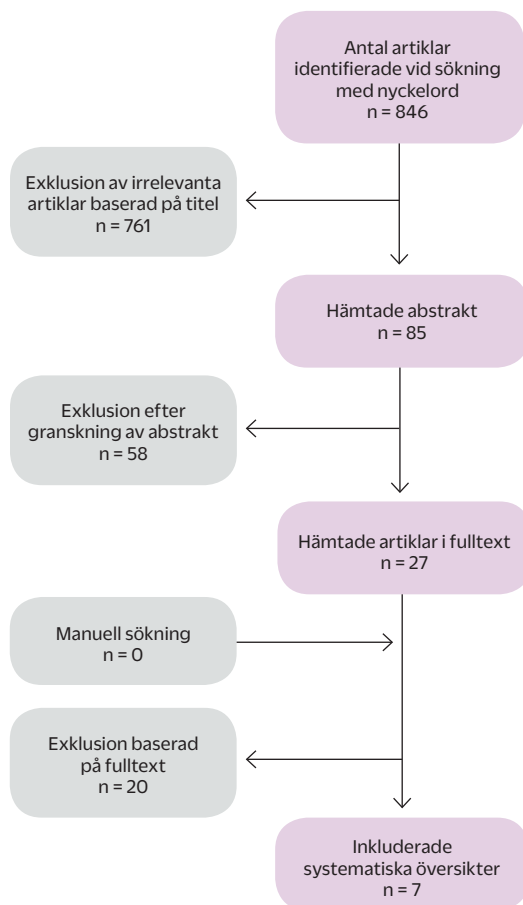 Antal artiklar
identifierade vid sökning
med nyckelord
n = 846
Exklusion av irrelevanta
artiklar baserad på titel
n = 761
Hämtade abstrakt
n = 85
Exklusion efter
granskning av abstrakt
n = 58
Hämtade artiklar i fulltext
n = 27
Manuell sökning
n = 0
Exklusion baserad
på fulltext
n = 20
Inkluderade
systematiska översikter
n = 7